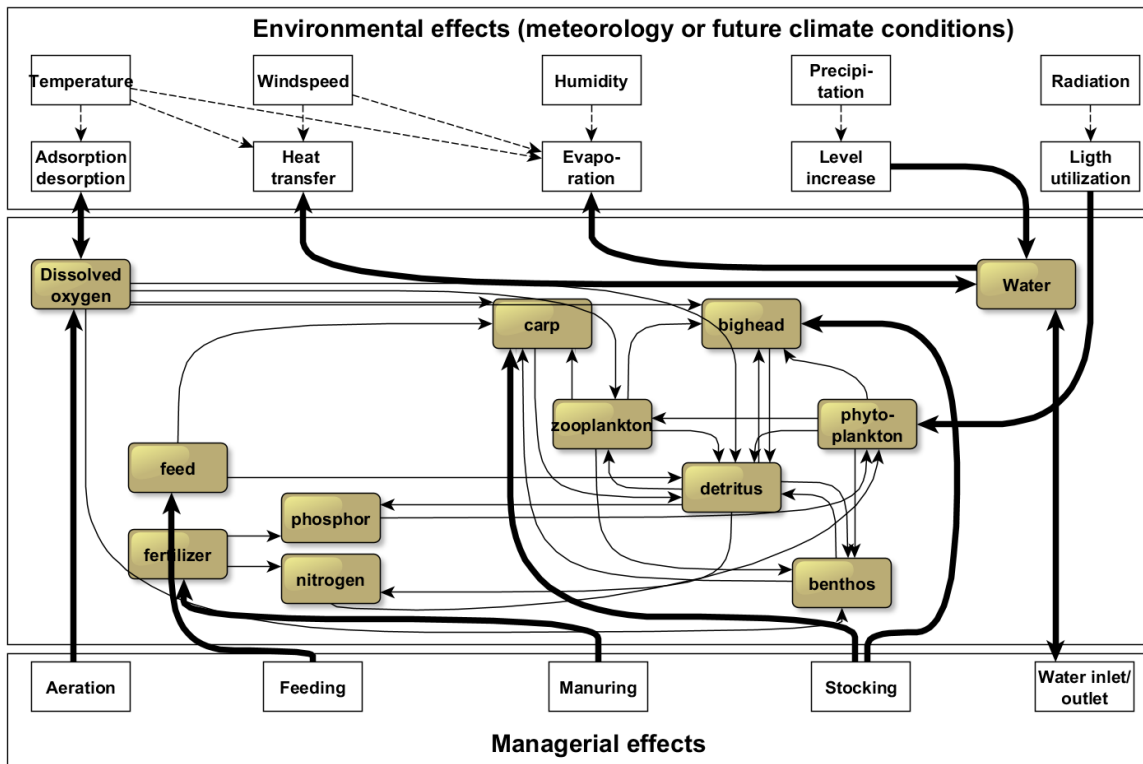 Environmental effects (meteorology or future climate conditions)
Temperature
Windspeed
Humidity
Precipi-
tation
Radiation
Adsorption
desorption
Heat
transfer
Evapo-
ration
Level
increase
Ligth
utilization
Dissolved
oxygen
Water
carp
bighead
zooplankton
phyto-
plankton
feed
detritus
phosphor
fertilizer
nitrogen
benthos
Aeration
Feeding
Manuring
Stocking
Water inlet/
outlet
Managerial effects